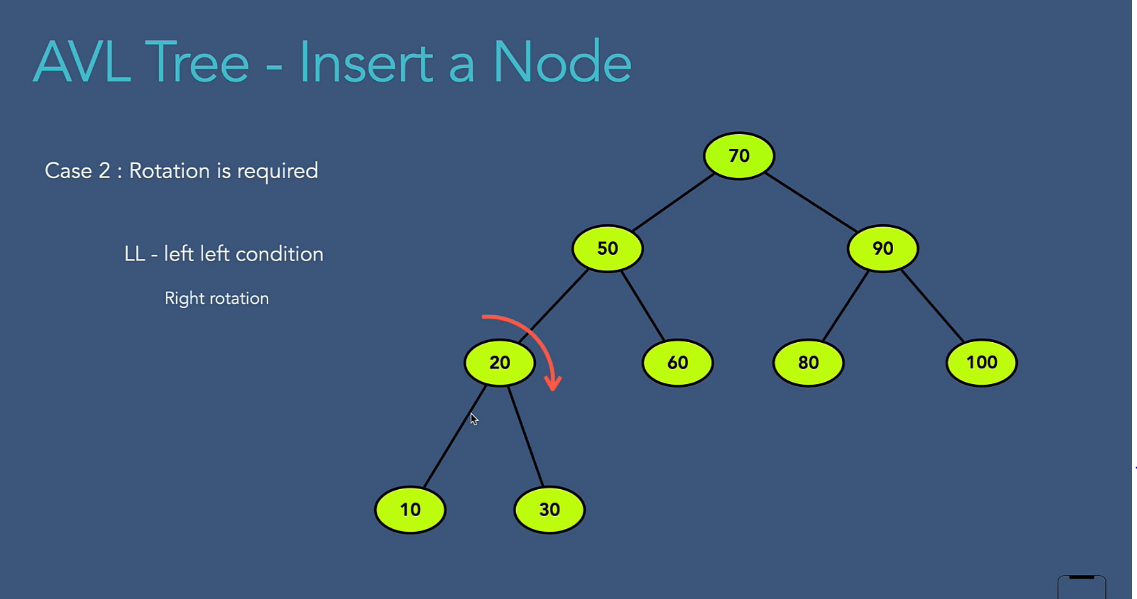 AVL Tree - Insert a Node
Case 2 : Rotation is required
LL - left left condition
Right rotation
70
50
90
20
60
80
100
10
30